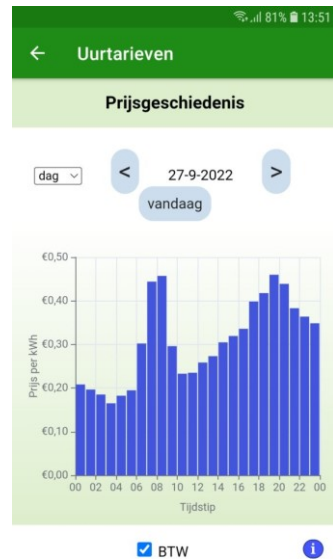 81% 13:51
Uurtarieven
Prijsgeschiedenis
dag < 27-9-2022 >
vandaag
€0,50
€0,40
€0,30
€0,20
€0,10
€0,00
Prijs per kWh
00 02 04 06 08 10 12 14 16 18 20 22 00
Tijdstip
BTW i